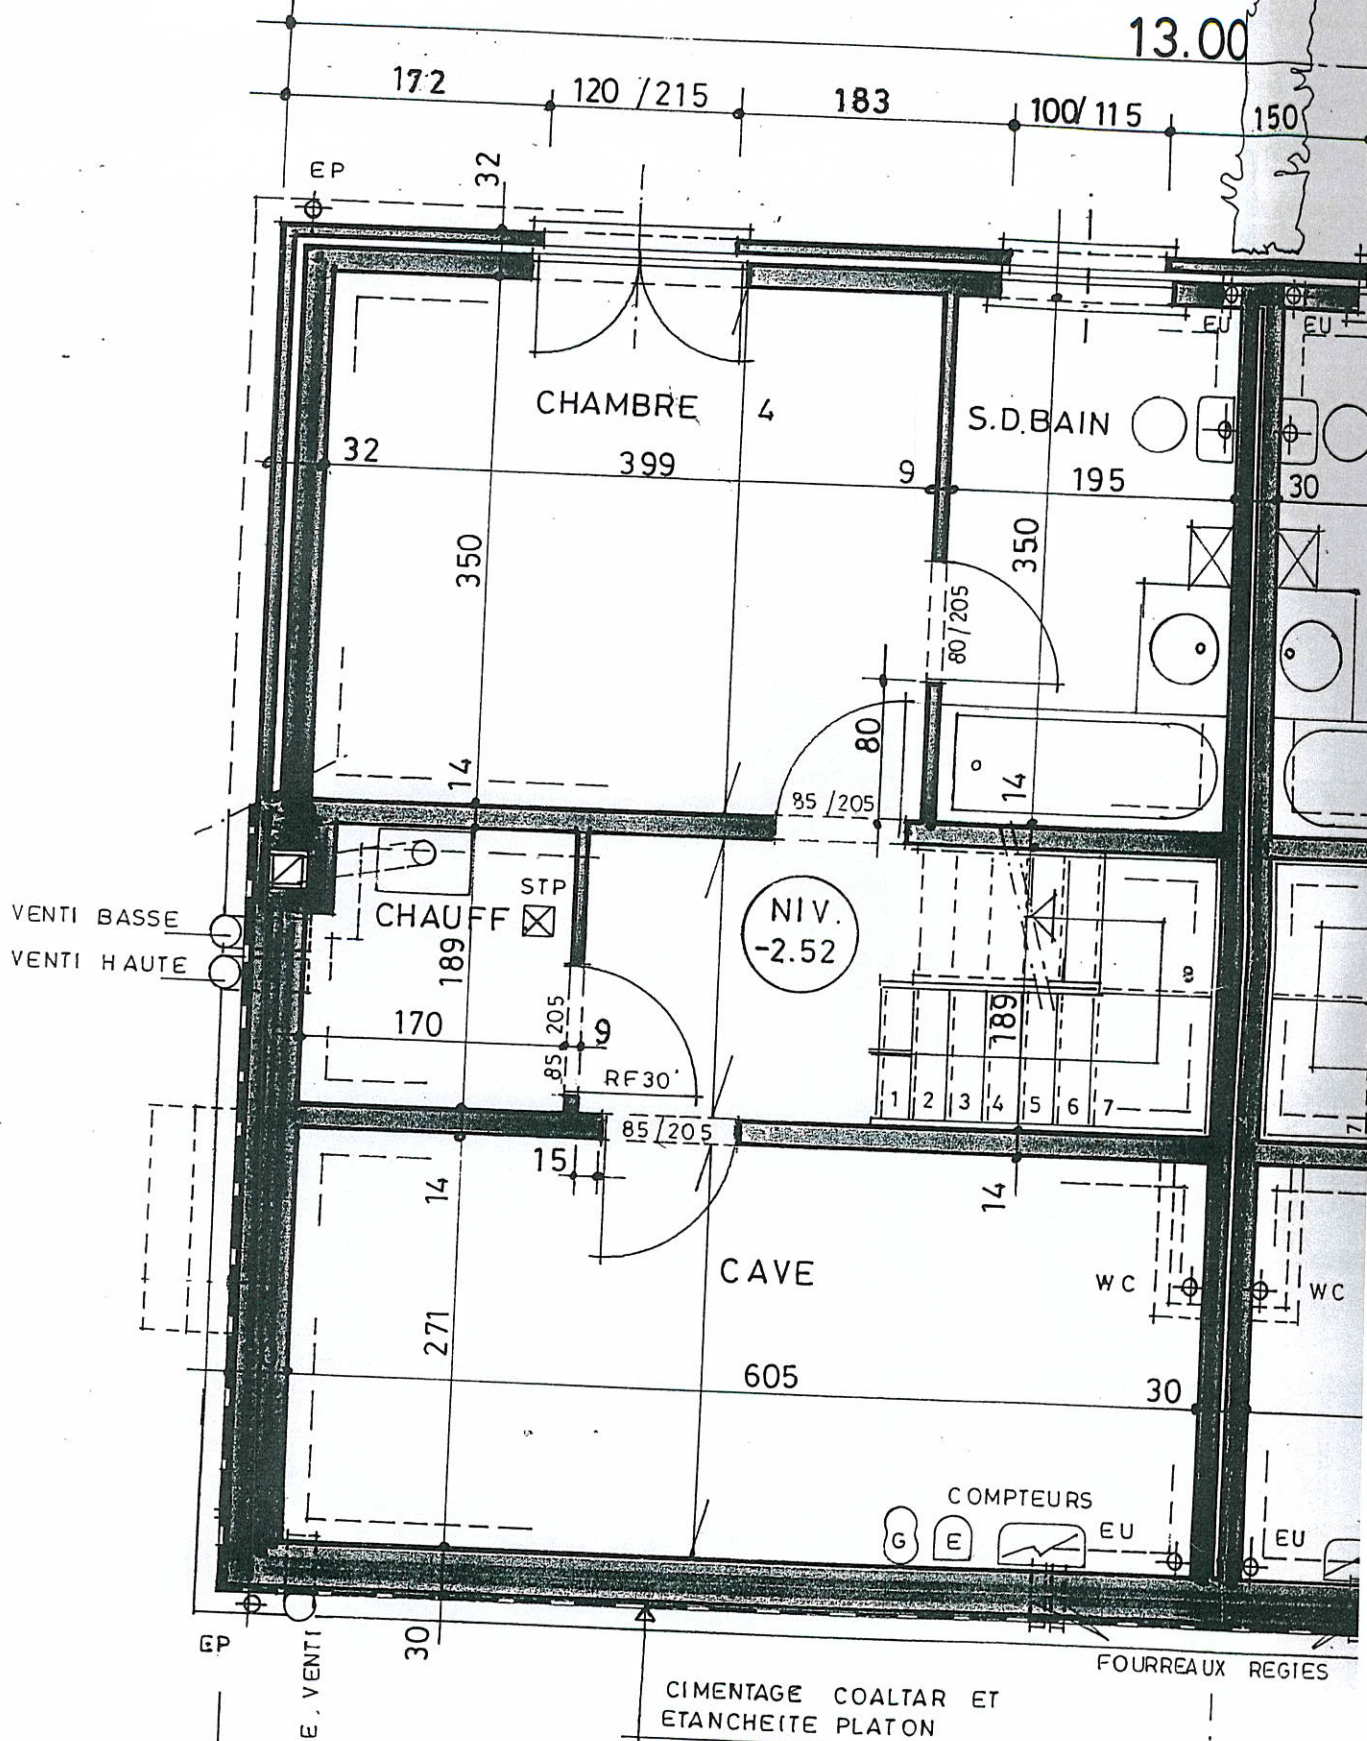 13.00
172
120 / 215
183
100/ 115
150
EP
32
EU
EU
CHAMBRE 4
S.D.BAIN
32
399
9
195
30
350
350
80/205
80
14
14
85 /205
STP
CHAUFF
NIV.
-2.52
VENTI BASSE
VENTI HAUTE
189
189
8
170
85 205
9
RF30'
1 2 3 4 5 6 7
7
85/205
15
14
14
CAVE
WC
WC
271
605
30
COMPTEURS
G
E
EU
EU
EP
E.VENTI
30
FOURREAUX REGIES
CIMENTAGE COALTAR ET
ETANCHEITE PLATON